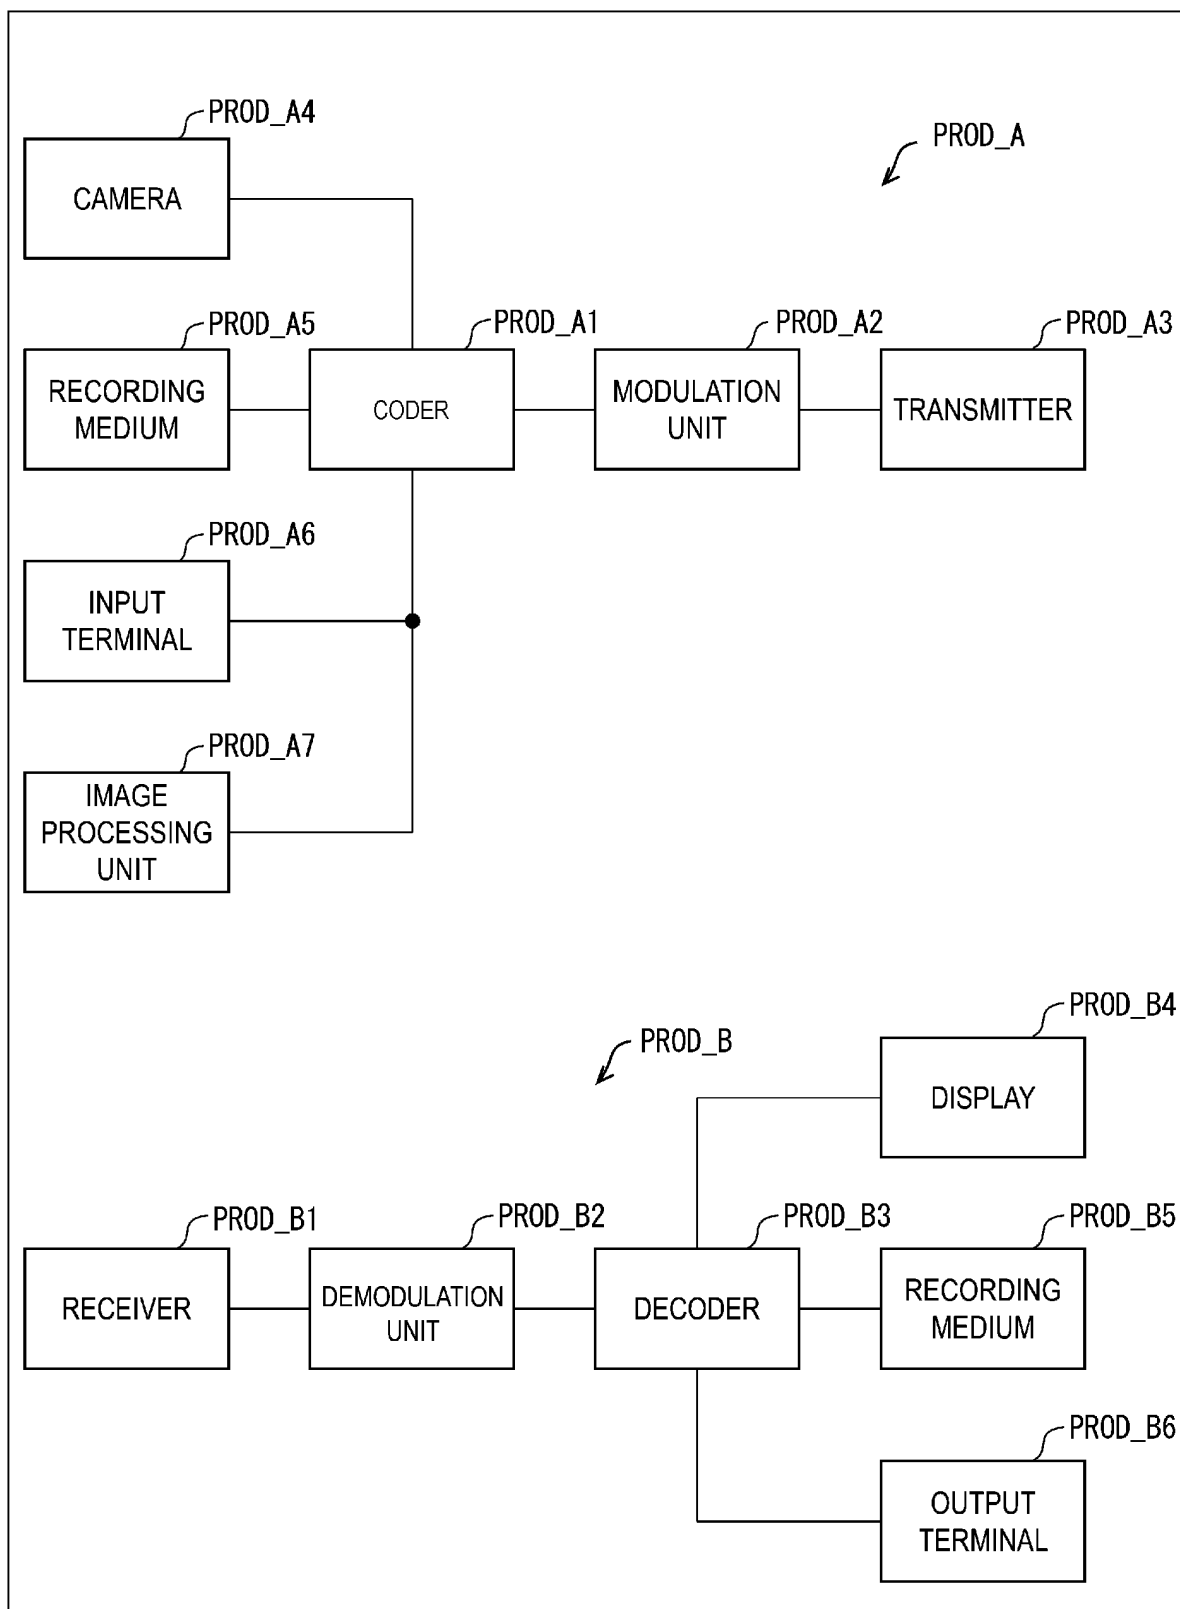 PROD_A4
CAMERA
PROD_A
PROD_A5
RECORDING
MEDIUM
PROD_A1
CODER
PROD_A2
MODULATION
UNIT
PROD_A3
TRANSMITTER
PROD_A6
INPUT
TERMINAL
PROD_A7
IMAGE
PROCESSING
UNIT
PROD_B
PROD_B4
DISPLAY
PROD_B1
RECEIVER
PROD_B2
DEMODULATION
UNIT
PROD_B3
DECODER
PROD_B5
RECORDING
MEDIUM
PROD_B6
OUTPUT
TERMINAL